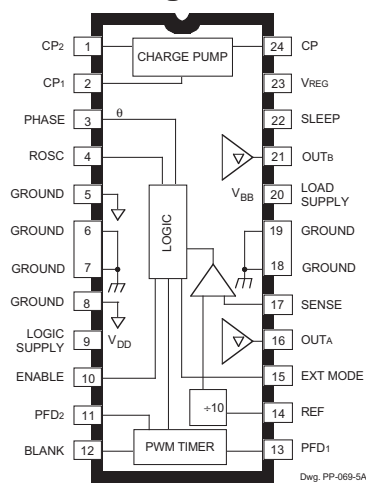 CP2 1 CHARGE PUMP 24 CP
CP1 2 23 VREG
PHASE 3 θ 22 SLEEP
ROSC 4 21 OUTB
GROUND 5 VBB 20 LOAD
SUPPLY
GROUND 6 LOGIC 19 GROUND
GROUND 7 18 GROUND
GROUND 8 17 SENSE
LOGIC
SUPPLY 9 VDD 16 OUTA
ENABLE 10 15 EXT MODE
PFD2 11 ÷10 14 REF
BLANK 12 PWM TIMER 13 PFD1
Dwg. PP-069-5A